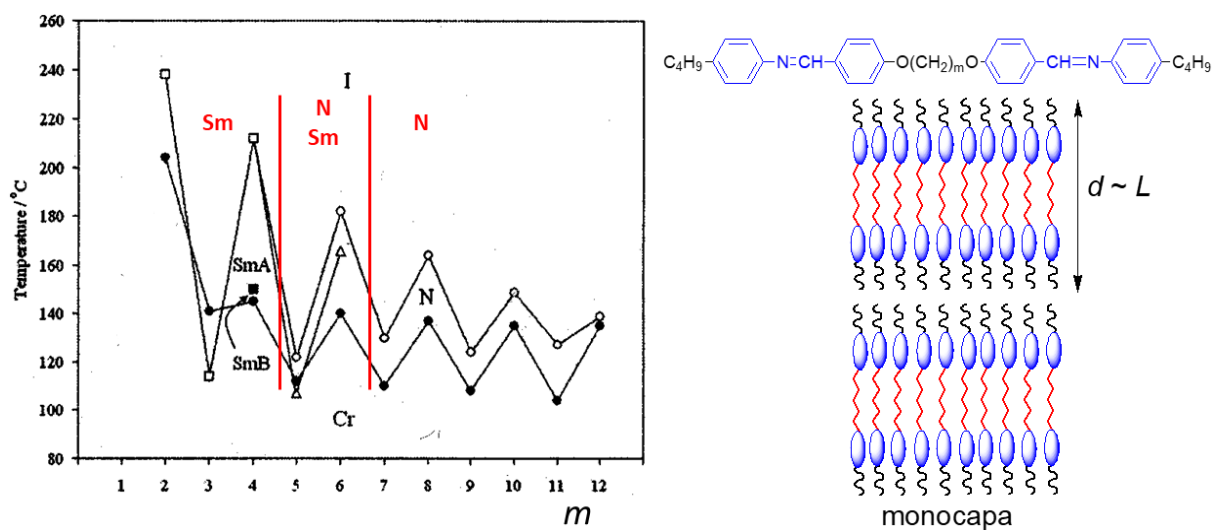 260
240
220
200
180
160
140
120
100
80
Temperature / °C
I
Sm
N
Sm
N
SmA
SmB
N
Cr
1 2 3 4 5 6 7 8 9 10 11 12
m
C4H9 N=CH O(CH2)mO CH=N C4H9
d ~ L
monocapa